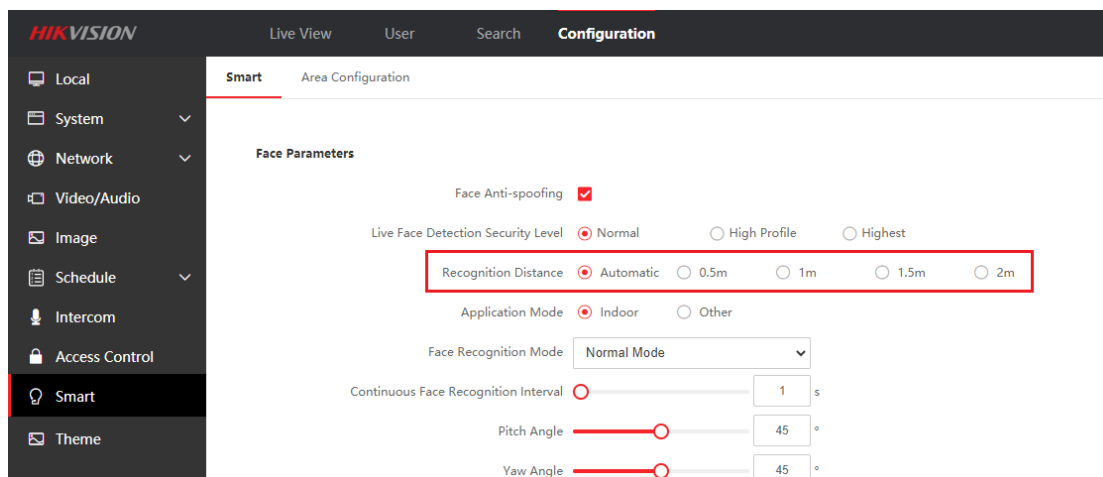 HIKVISION
Live View User Search Configuration
Local
System
Network
Video/Audio
Image
Schedule
Intercom
Access Control
Smart
Theme
Smart Area Configuration
Face Parameters
Face Anti-spoofing
Live Face Detection Security Level Normal High Profile Highest
Recognition Distance Automatic 0.5m 1m 1.5m 2m
Application Mode Indoor Other
Face Recognition Mode Normal Mode
Continuous Face Recognition Interval 1 s
Pitch Angle 45 °
Yaw Angle 45 °